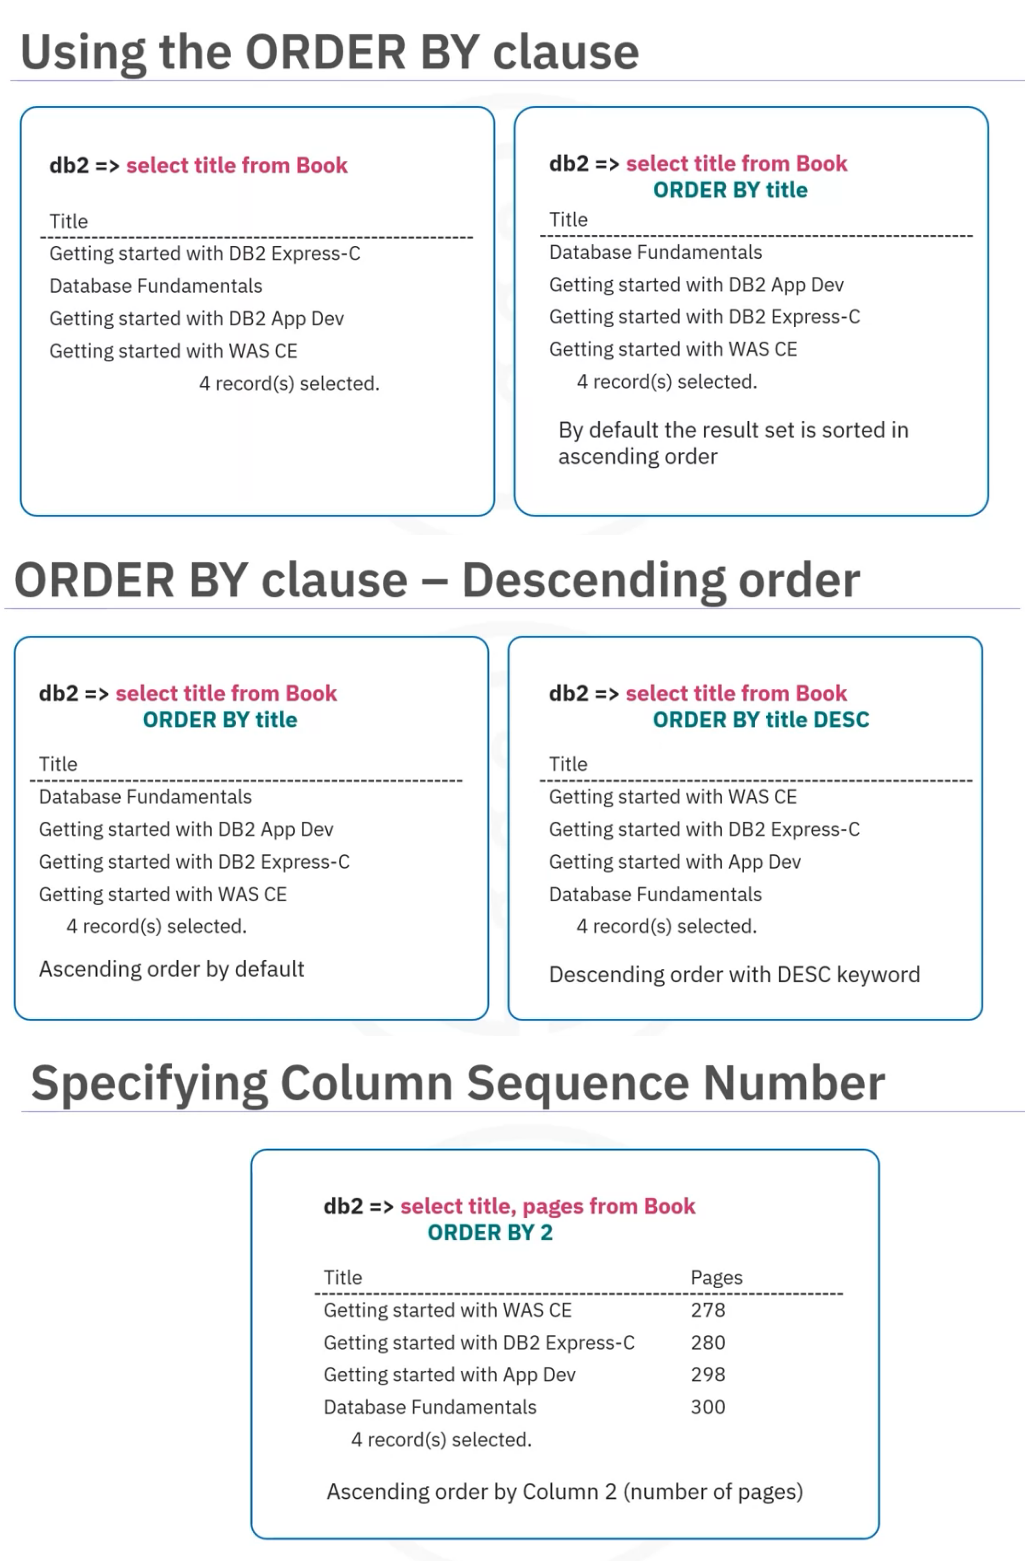 Using the ORDER BY clause
db2 => select title from Book
Title
Getting started with DB2 Express-C
Database Fundamentals
Getting started with DB2 App Dev
Getting started with WAS CE
4 record(s) selected.
db2 => select title from Book
ORDER BY title
Title
Database Fundamentals
Getting started with DB2 App Dev
Getting started with DB2 Express-C
Getting started with WAS CE
4 record(s) selected.
By default the result set is sorted in
ascending order
ORDER BY clause – Descending order
db2 => select title from Book
ORDER BY title
Title
Database Fundamentals
Getting started with DB2 App Dev
Getting started with DB2 Express-C
Getting started with WAS CE
4 record(s) selected.
Ascending order by default
db2 => select title from Book
ORDER BY title DESC
Title
Getting started with WAS CE
Getting started with DB2 Express-C
Getting started with App Dev
Database Fundamentals
4 record(s) selected.
Descending order with DESC keyword
Specifying Column Sequence Number
db2 => select title, pages from Book
ORDER BY 2
Title Pages
Getting started with WAS CE 278
Getting started with DB2 Express-C 280
Getting started with App Dev 298
Database Fundamentals 300
4 record(s) selected.
Ascending order by Column 2 (number of pages)